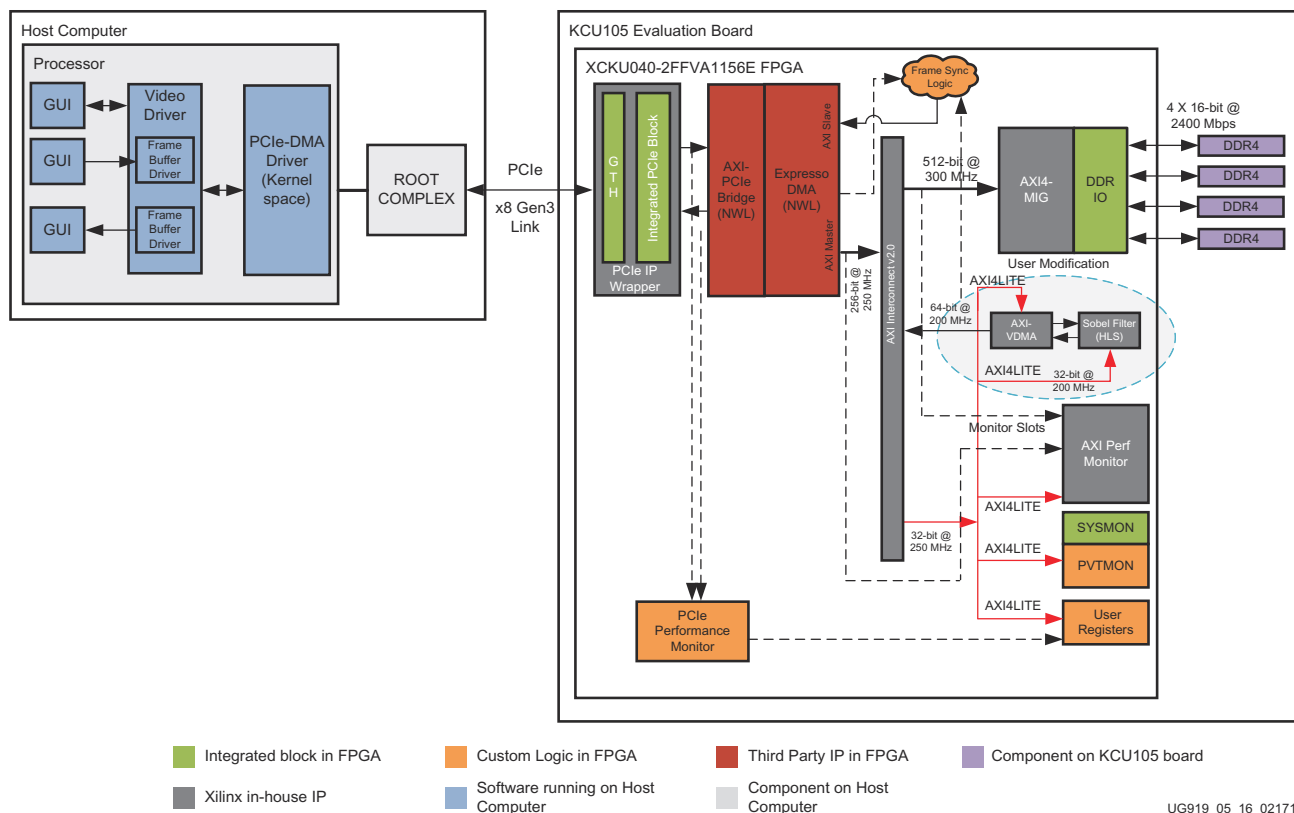 Host Computer
Processor
GUI
GUI
GUI
Video
Driver
Frame
Buffer
Driver
Frame
Buffer
Driver
PCIe-DMA
Driver
(Kernel
space)
ROOT
COMPLEX
PCIe
x8 Gen3
Link
KCU105 Evaluation Board
XCKU040-2FFVA1156E FPGA
GTH
Integrated PCIe Block
PCIe IP
Wrapper
AXI-
PCIe
Bridge
(NWL)
Expresso
DMA
(NWL)
AXI Slave
AXI Master
Frame Sync
Logic
256-bit @
250 MHz
AXI Interconnect v2.0
512-bit @
300 MHz
AXI4-
MIG
DDR
IO
4 X 16-bit @
2400 Mbps
DDR4
DDR4
DDR4
DDR4
User Modification
AXI4LITE
64-bit @
200 MHz
AXI-
VDMA
Sobel Filter
(HLS)
AXI4LITE
32-bit @
200 MHz
Monitor Slots
AXI Perf
Monitor
AXI4LITE
32-bit @
250 MHz
SYSMON
AXI4LITE
PVTMON
AXI4LITE
User
Registers
PCIe
Performance
Monitor
Integrated block in FPGA
Custom Logic in FPGA
Third Party IP in FPGA
Component on KCU105 board
Xilinx in-house IP
Software running on Host
Computer
Component on Host
Computer
UG919_05_16_02171